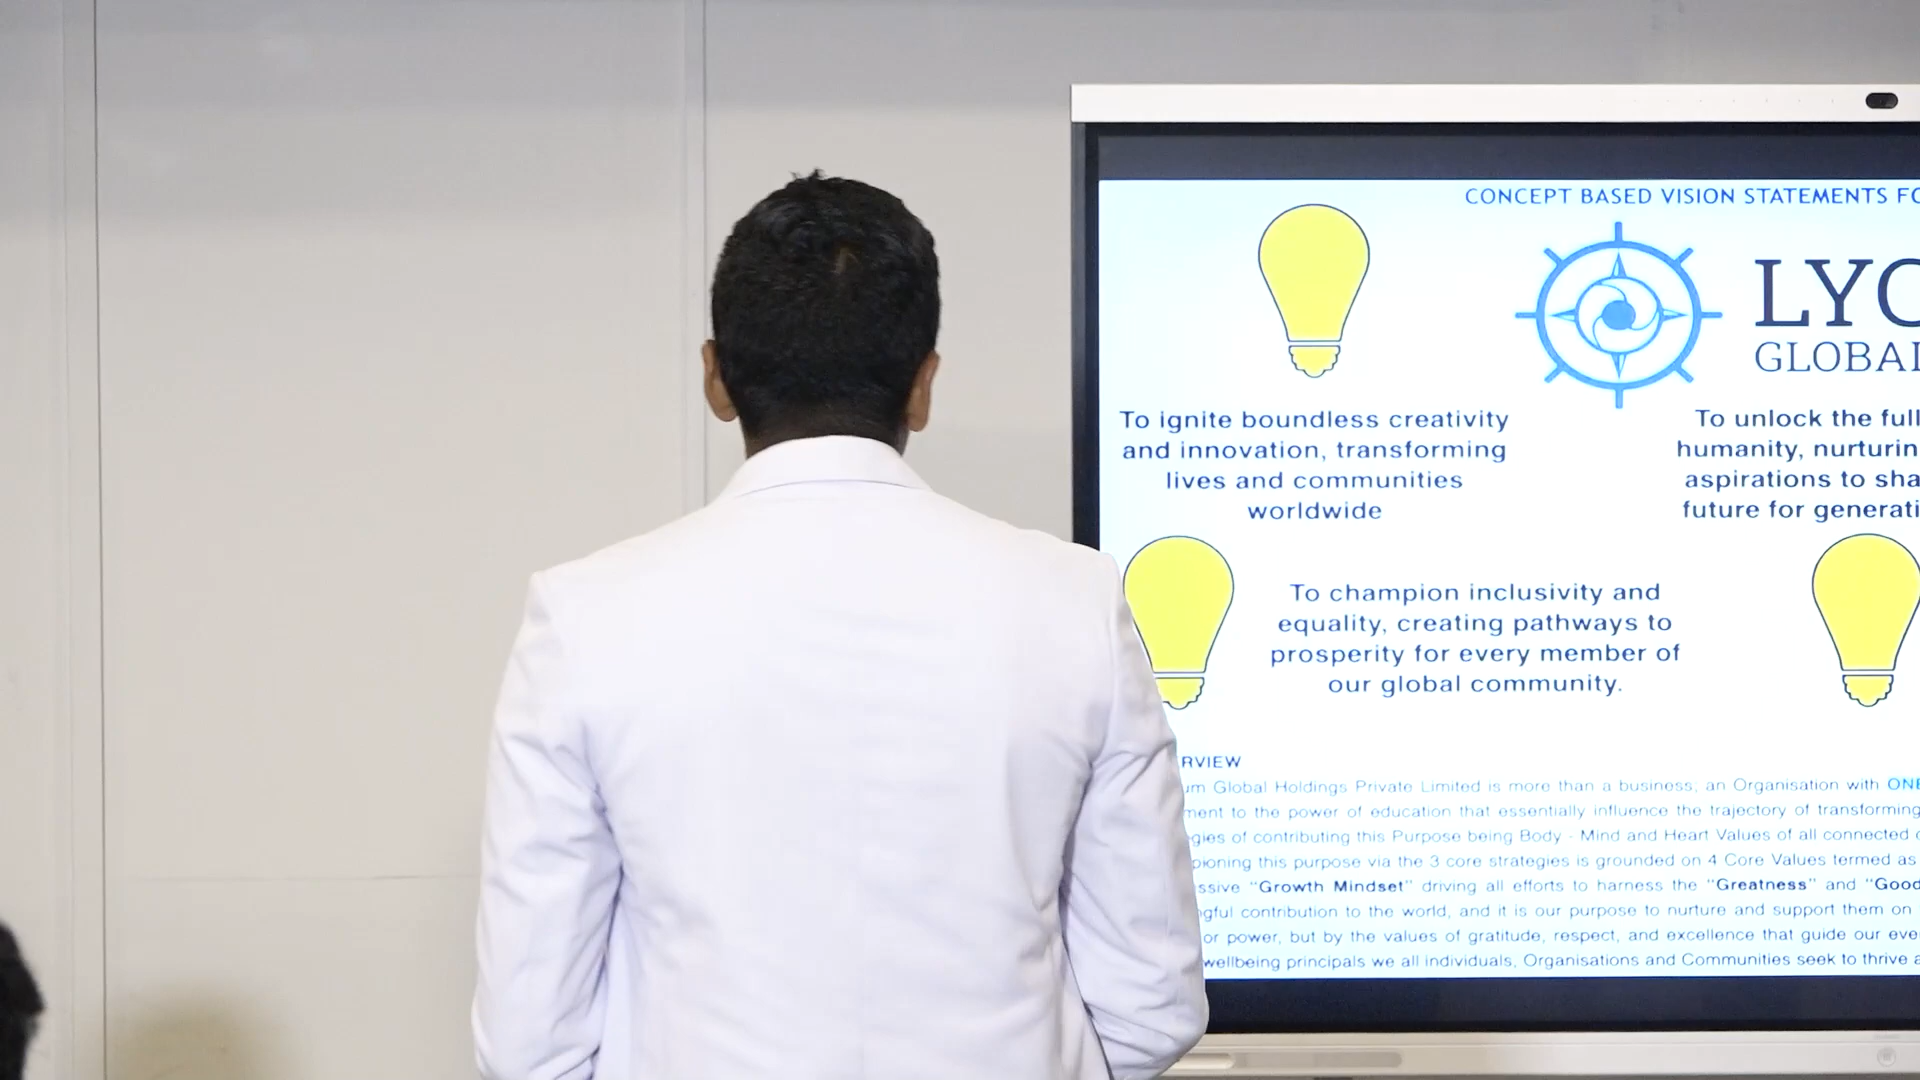 CONCEPT BASED VISION STATEMENTS
LYC
GLOBAL
To ignite boundless creativity
and innovation, transforming
lives and communities
worldwide
To unlock the full
humanity,
aspirations to
future for
To champion inclusivity and
equality, creating pathways to
prosperity for every member of
our global community.
RVIEW
um Global Holdings Private Limited is more than a business; an Organisation with ONE
ment to the power of education that essentially influence the trajectory of transforming
gies of contributing this Purpose being Body - Mind and Heart Values of all connected
pioning this purpose via the 3 core strategies is grounded on 4 Core Values termed as
ssive "Growth Mindset" driving all efforts to harness the "Greatness" and "Good
gful contribution to the world, and it is our purpose to nurture and support them on
or power, but by the values of gratitude, respect, and excellence that guide our
wellbeing principals we all individuals, Organisations and Communities seek to thrive